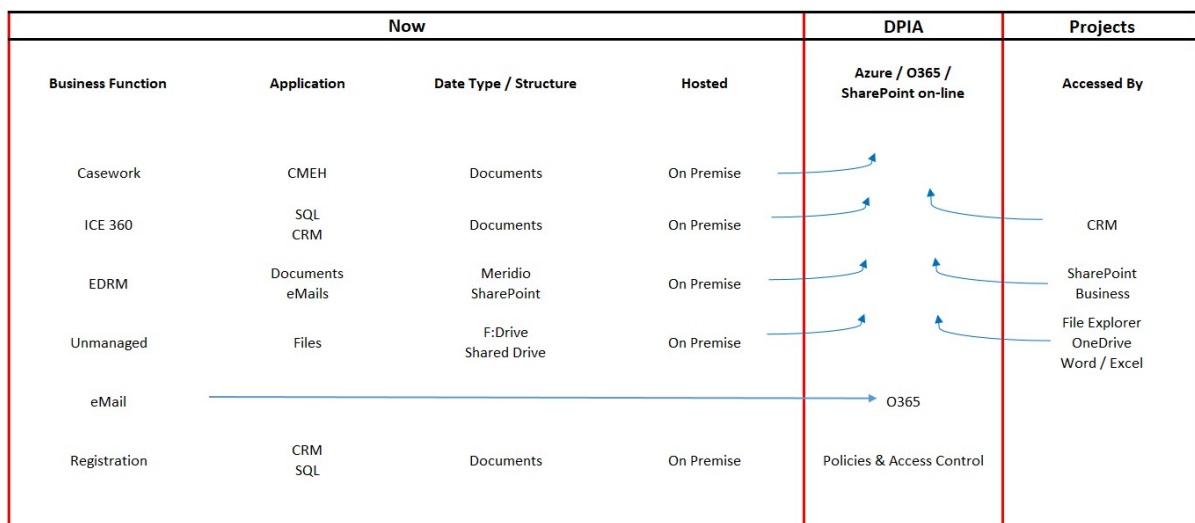 Now DPIA Projects
Business Function Application Date Type / Structure Hosted Azure / O365 / Accessed By
SharePoint on-line
Casework CMEH Documents On Premise
SQL
ICE 360 Documents On Premise CRM
CRM
Documents Meridio SharePoint
EDRM On Premise
eMails SharePoint Business
F:Drive File Explorer
Unmanaged Files On Premise OneDrive
Shared Drive Word / Excel
eMail O365
CRM
Registration Documents On Premise Policies & Access Control
SQL